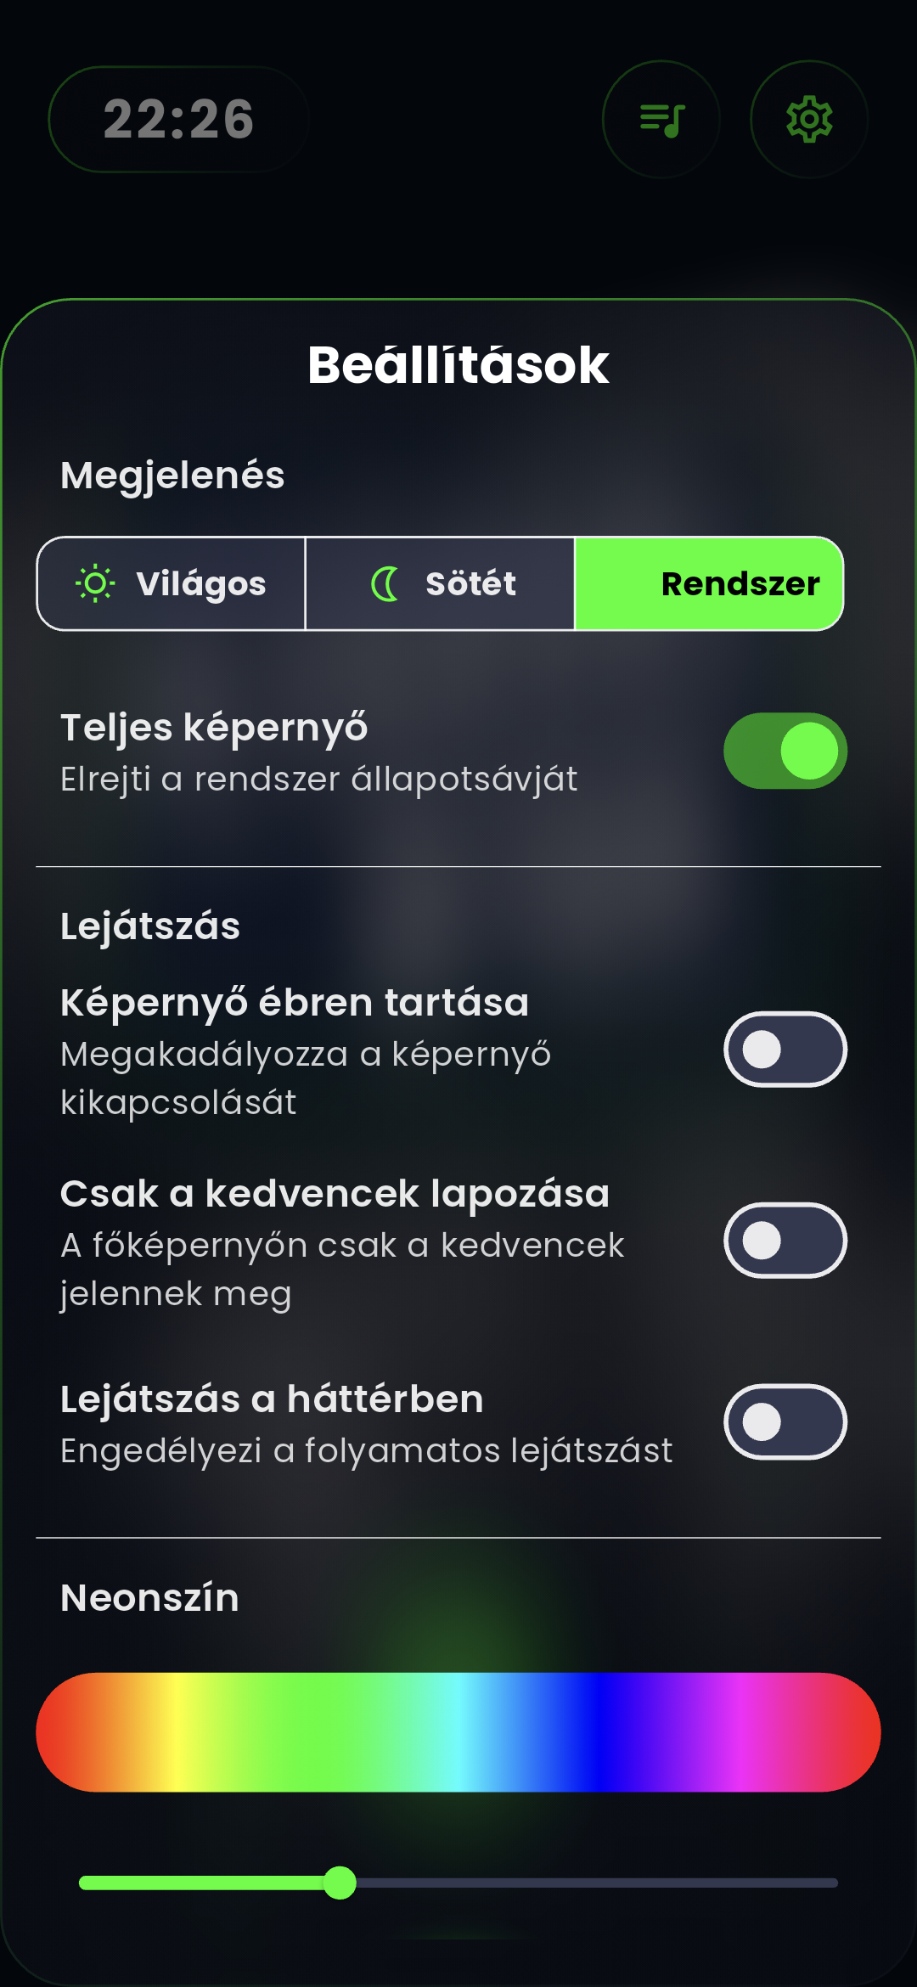 22:26
Beállítások
Megjelenés
Világos
Sötét
Rendszer
Teljes képernyő
Elrejti a rendszer állapotsávját
Lejátszás
Képernyő ébren tartása
Megakadályozza a képernyő
kikapcsolását
Csak a kedvencek lapozása
A főképernyőn csak a kedvencek
jelennek meg
Lejátszás a háttérben
Engedélyezi a folyamatos lejátszást
Neonszín